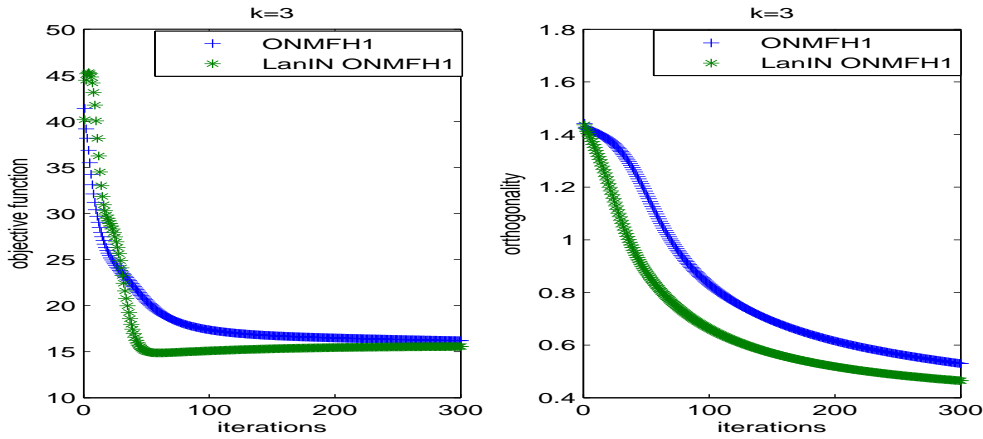 k=3
50
45
40
35
30
25
20
15
10
objective function
0
100
200
300
iterations
ONMFH1
LanIN ONMFH1
k=3
1.8
1.6
1.4
1.2
1
0.8
0.6
0.4
orthogonality
0
100
200
300
iterations
ONMFH1
LanIN ONMFH1